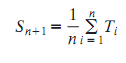 S_{n+1} = \frac{1}{n} \sum_{i=1}^{n} T_i